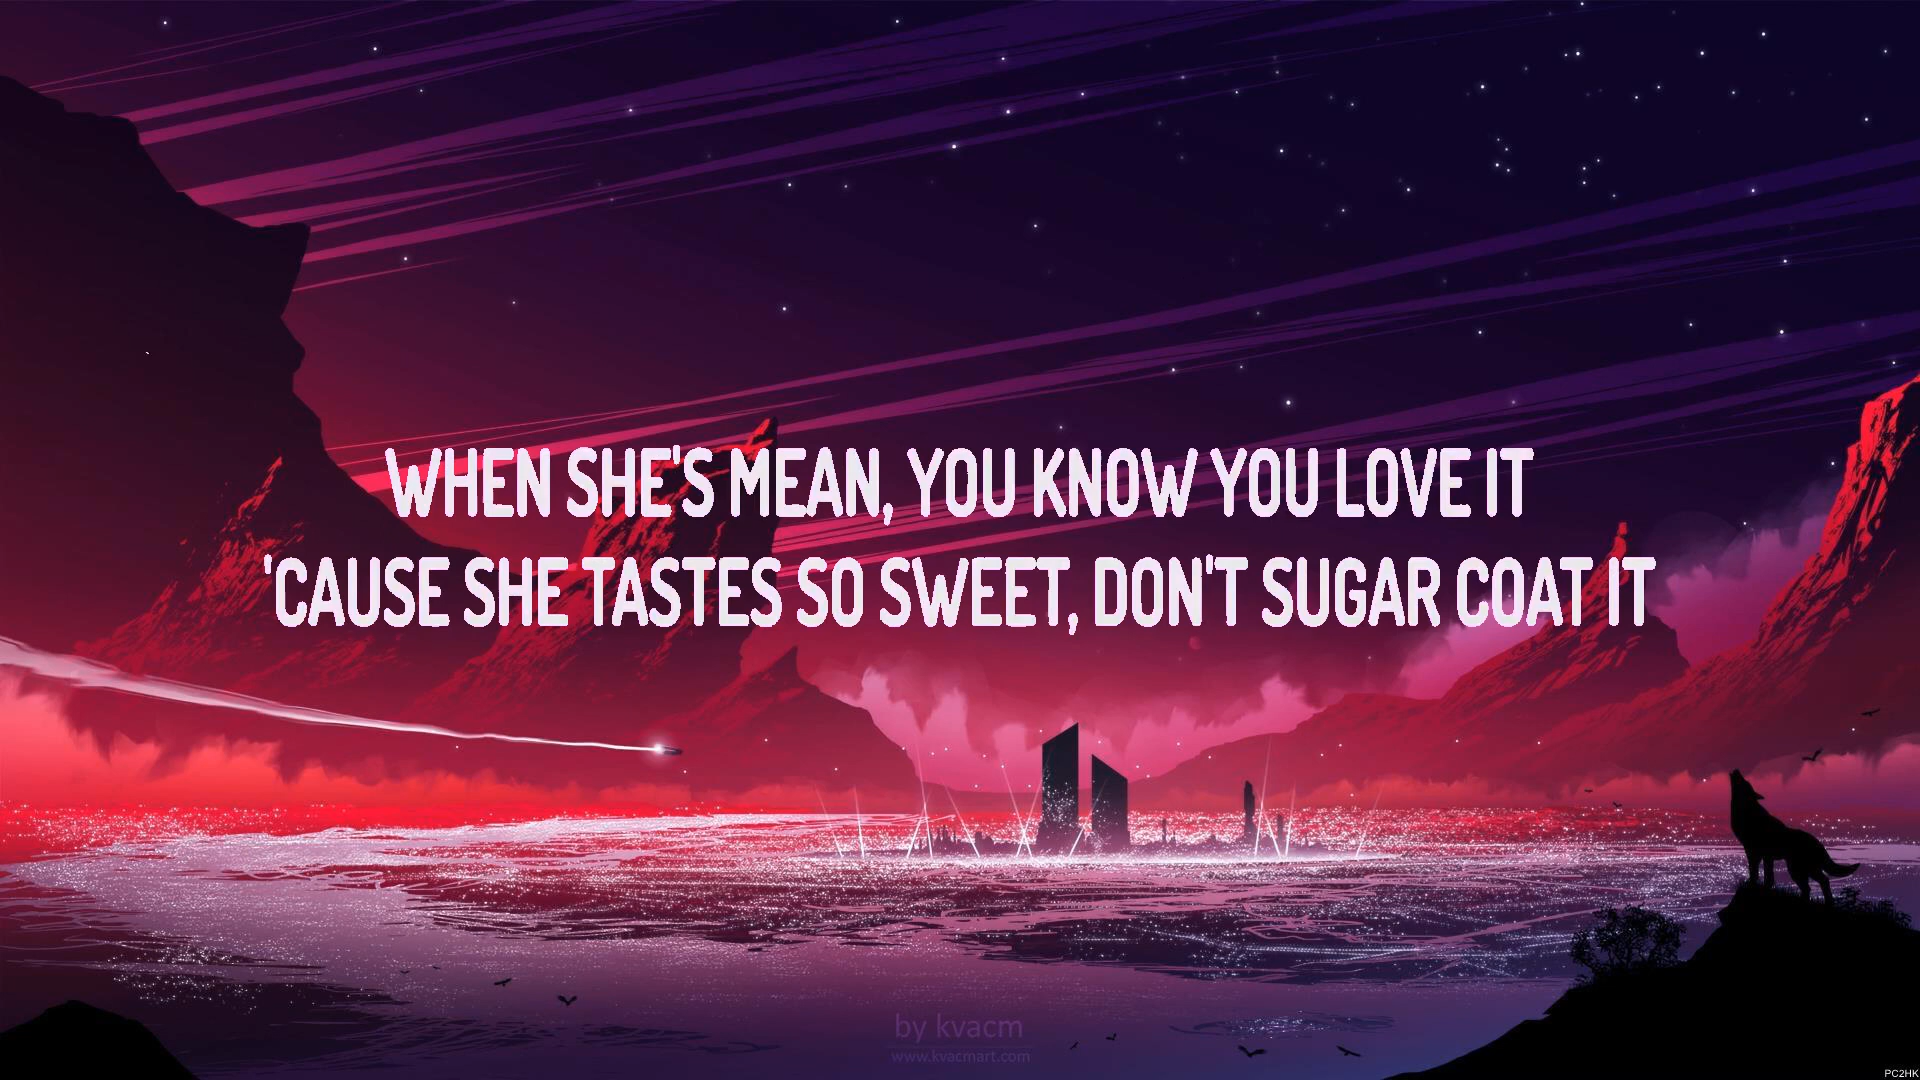 WHEN SHE'S MEAN, YOU KNOW YOU LOVE IT
'CAUSE SHE TASTES SO SWEET, DON'T SUGAR COAT IT
by kvacm
www.kvacmart.com
PC2HK